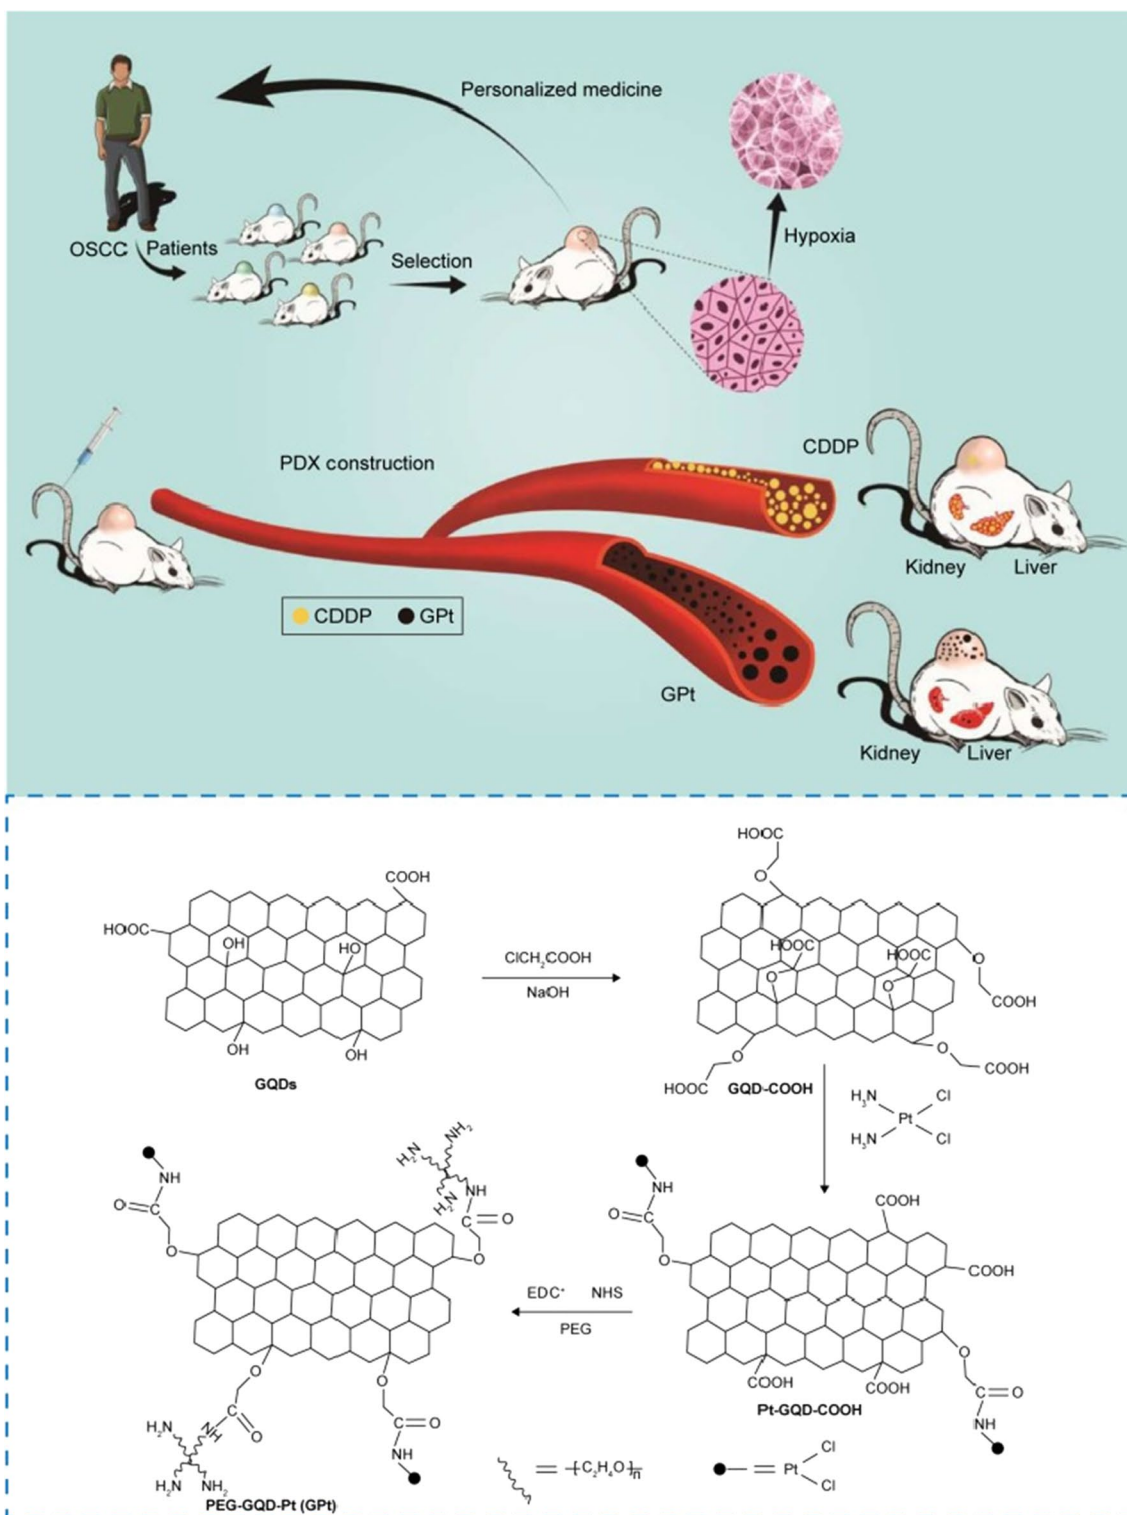 Personalized medicine
OSCC
Patients
Selection
Hypoxia
PDX construction
CDDP
Kidney
Liver
CDDP
GPt
GPt
Kidney
Liver
COOH
HOOC
OH
HO
OH
OH
GQDs
ClCH₂COOH
NaOH
HOOC
O
HOOC
HOOC
O
O
O
COOH
O
O
COOH
HOOC
GQD-COOH
H₃N
Cl
Pt
H₃N
Cl
NH
O
C
O
COOH
COOH
COOH
COOH
O
C
O
NH
Pt-GQD-COOH
EDC·
NHS
PEG
NH
O
C
O
H₂N
NH₂
H₂N
NH
C
O
O
O
C
O
NH
H₂N
H₂N
NH₂
O
C
O
NH
PEG-GQD-Pt (GPt)
═ -(C₂H₄O)n
═ Pt
Cl
Cl